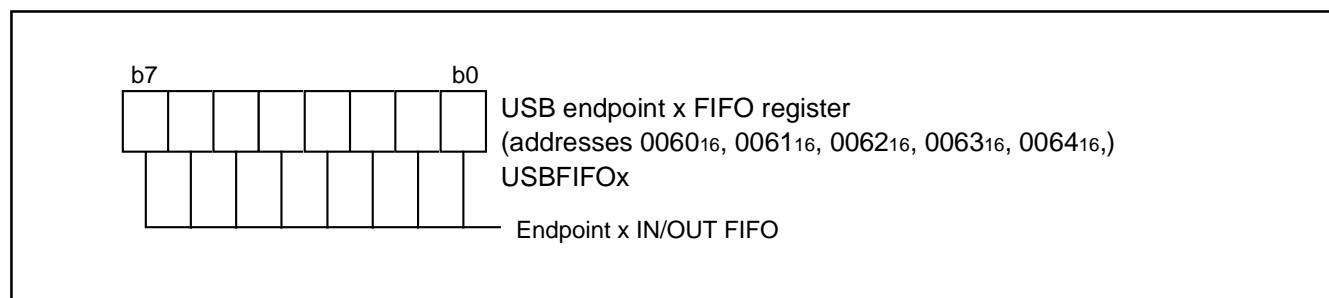 b7 b0
USB endpoint x FIFO register
(addresses 0060₁₆, 0061₁₆, 0062₁₆, 0063₁₆, 0064₁₆,)
USBFIFOx
Endpoint x IN/OUT FIFO